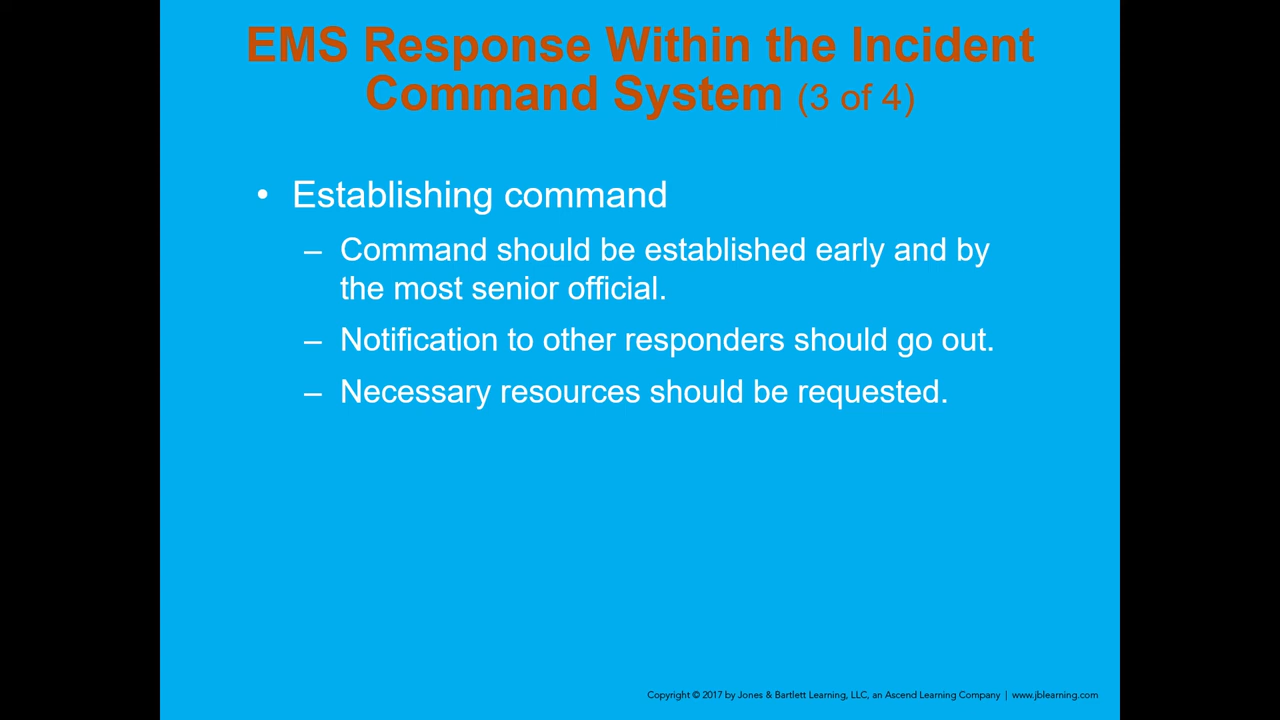 EMS Response Within the Incident
Command System (3 of 4)
• Establishing command
– Command should be established early and by
the most senior official.
– Notification to other responders should go out.
– Necessary resources should be requested.
Copyright © 2017 by Jones & Bartlett Learning, LLC, an Ascend Learning Company | www.jblearning.com